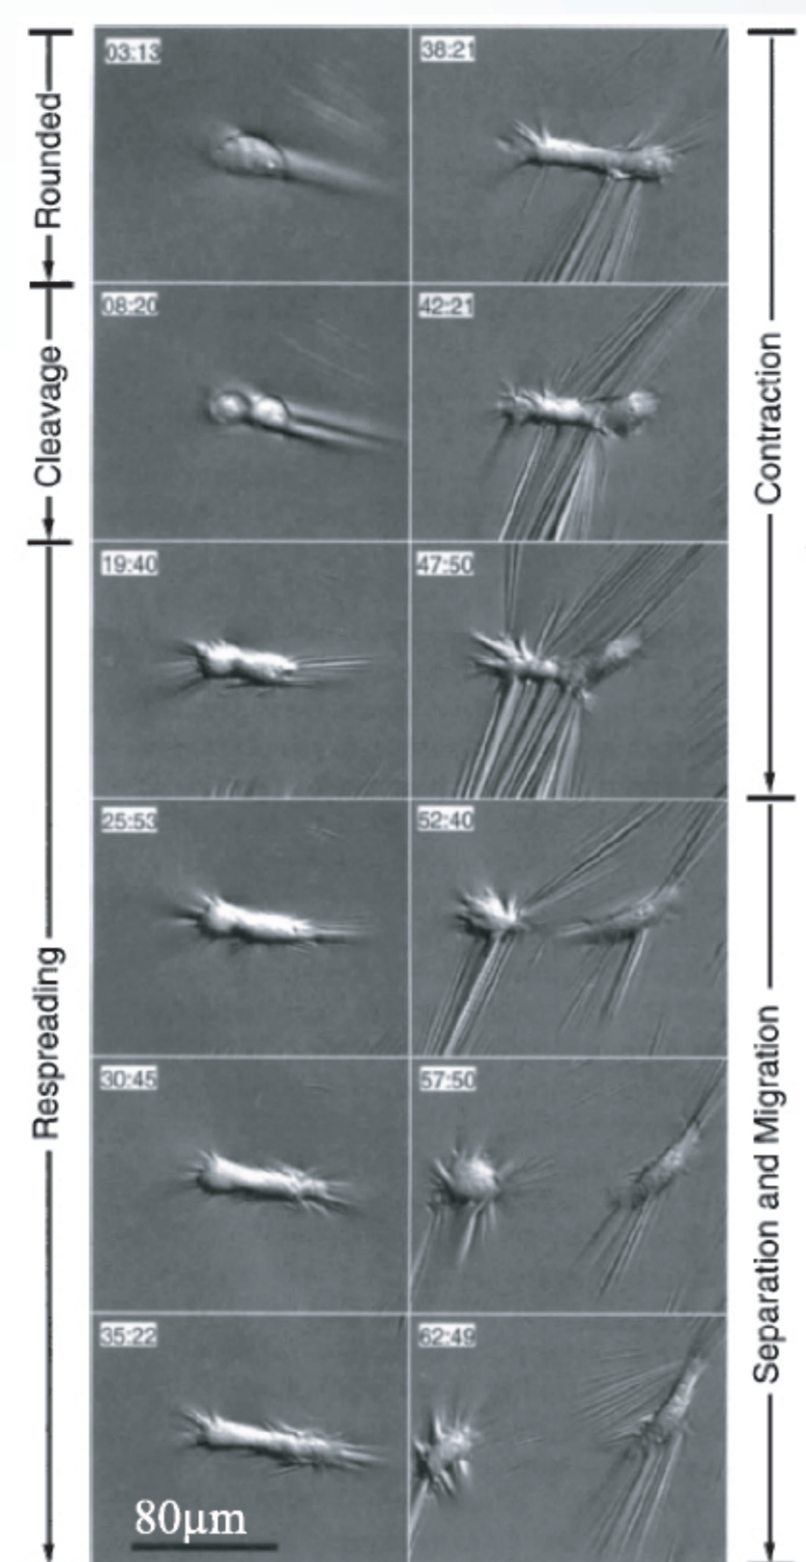 Rounded
Cleavage
Respreading
03:13
08:20
19:40
25:53
30:45
35:22
80µm
38:21
42:21
47:50
52:40
57:50
62:49
Contraction
Separation and Migration